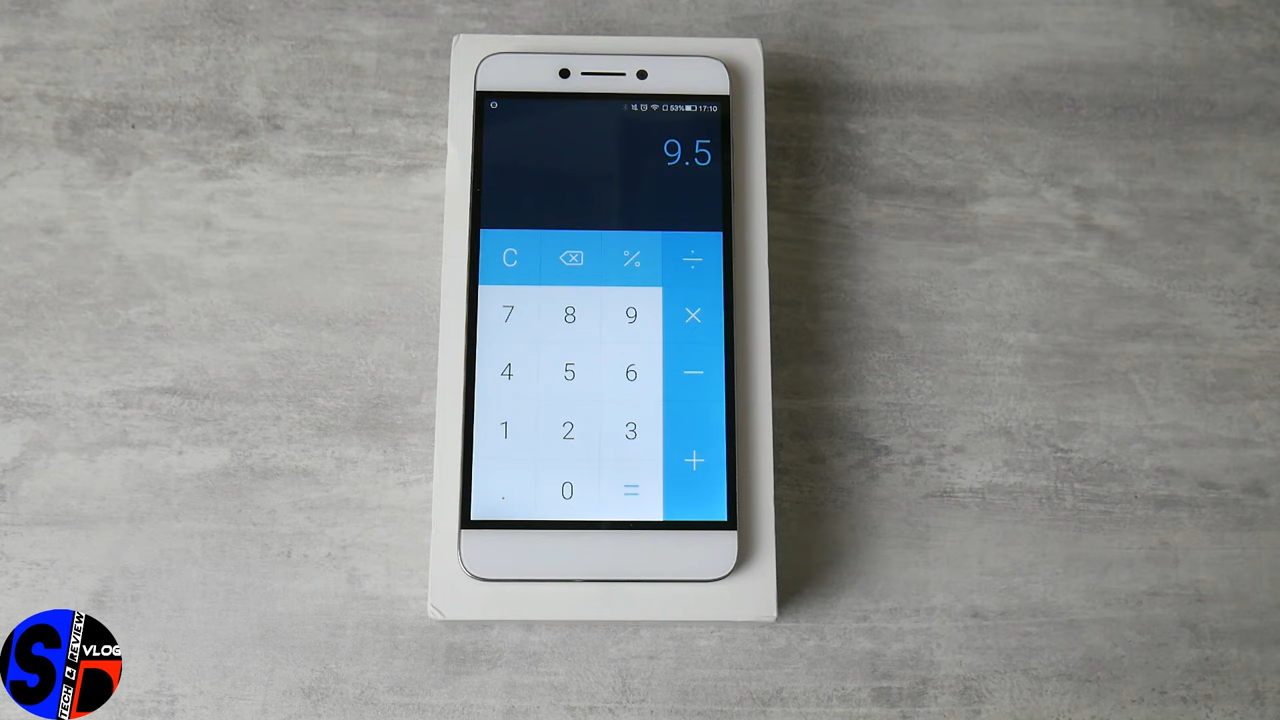 53% 17:10
9.5
C % ÷
7 8 9 ×
4 5 6 −
1 2 3 +
. 0 =
S D VLOG
TECH & REVIEW